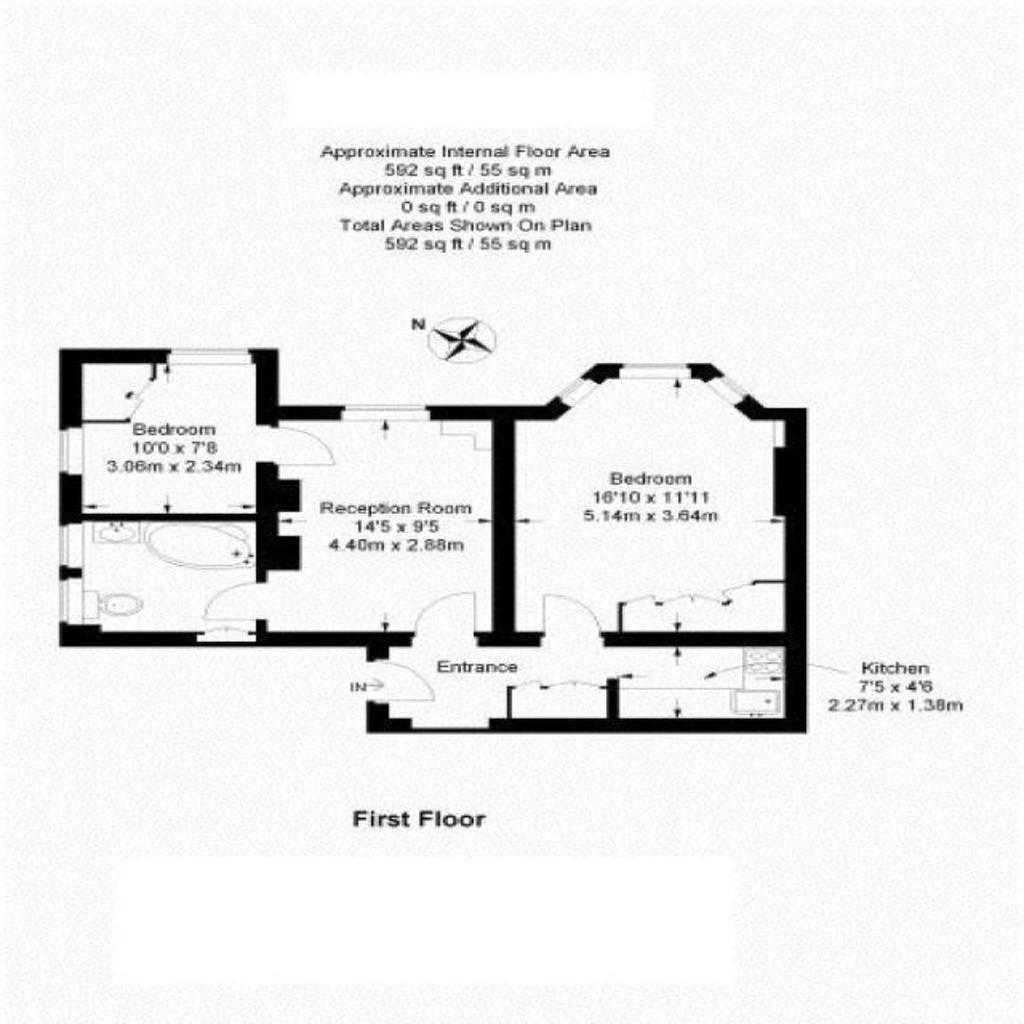 Approximate Internal Floor Area
592 sq ft / 55 sq m
Approximate Additional Area
0 sq ft / 0 sq m
Total Areas Shown On Plan
592 sq ft / 55 sq m
N
Bedroom
10'0 x 7'8
3.06m x 2.34m
Reception Room
14'5 x 9'5
4.40m x 2.88m
Bedroom
16'10 x 11'11
5.14m x 3.64m
Entrance
IN
Kitchen
7'5 x 4'6
2.27m x 1.38m
First Floor